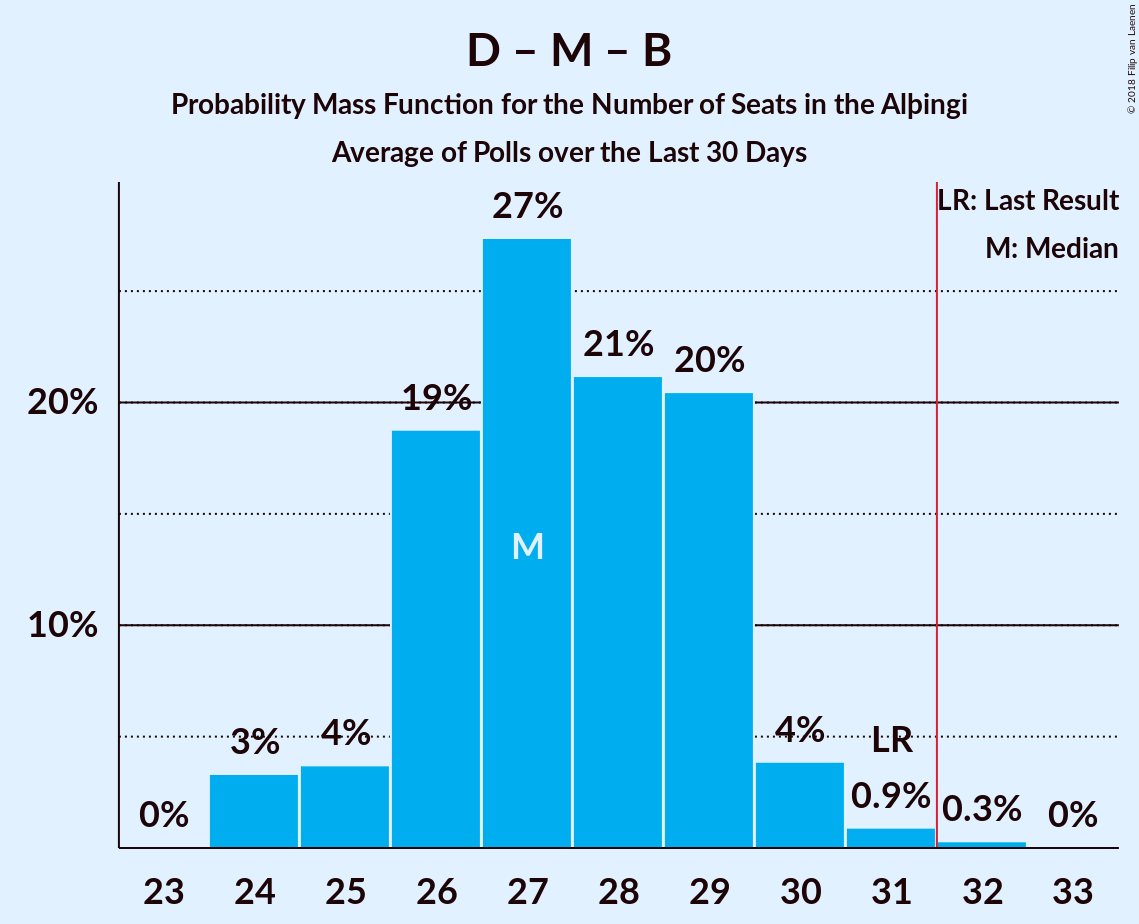 D – M – B
Probability Mass Function for the Number of Seats in the Alþingi
Average of Polls over the Last 30 Days
© 2018 Filip van Laenen
LR: Last Result
M: Median
27%
21%
20%
19%
20%
M
10%
3%
4%
4%
LR
0%
0.9%
0.3%
0%
23 24 25 26 27 28 29 30 31 32 33